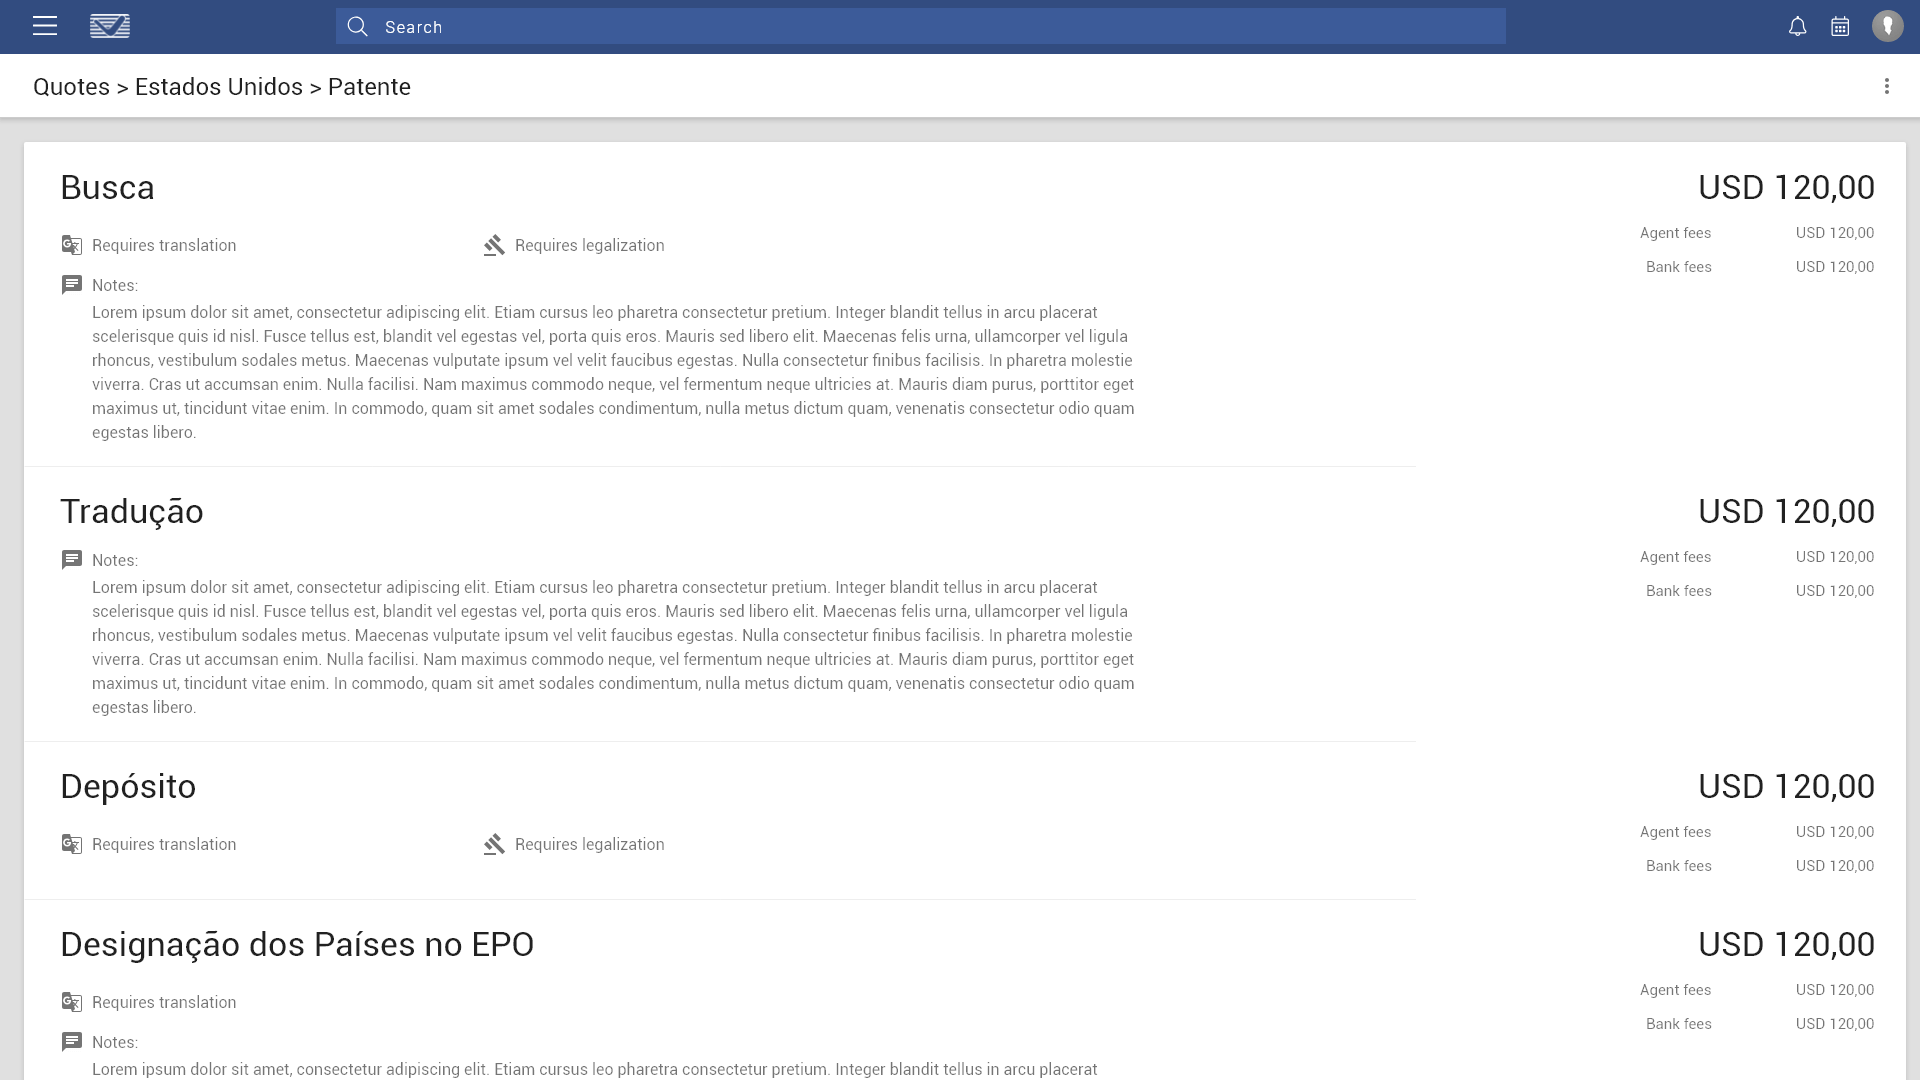 Search
Quotes > Estados Unidos > Patente
Busca
USD 120,00
Requires translation
Requires legalization
Agent fees USD 120,00
Bank fees USD 120,00
Notes:
Lorem ipsum dolor sit amet, consectetur adipiscing elit. Etiam cursus leo pharetra consectetur pretium. Integer blandit tellus in arcu placerat
scelerisque quis id nisl. Fusce tellus est, blandit vel egestas vel, porta quis eros. Mauris sed libero elit. Maecenas felis urna, ullamcorper vel ligula
rhoncus, vestibulum sodales metus. Maecenas vulputate ipsum vel velit faucibus egestas. Nulla consectetur finibus facilisis. In pharetra molestie
viverra. Cras ut accumsan enim. Nulla facilisi. Nam maximus commodo neque, vel fermentum neque ultricies at. Mauris diam purus, porttitor eget
maximus ut, tincidunt vitae enim. In commodo, quam sit amet sodales condimentum, nulla metus dictum quam, venenatis consectetur odio quam
egestas libero.
Tradução
USD 120,00
Agent fees USD 120,00
Bank fees USD 120,00
Notes:
Lorem ipsum dolor sit amet, consectetur adipiscing elit. Etiam cursus leo pharetra consectetur pretium. Integer blandit tellus in arcu placerat
scelerisque quis id nisl. Fusce tellus est, blandit vel egestas vel, porta quis eros. Mauris sed libero elit. Maecenas felis urna, ullamcorper vel ligula
rhoncus, vestibulum sodales metus. Maecenas vulputate ipsum vel velit faucibus egestas. Nulla consectetur finibus facilisis. In pharetra molestie
viverra. Cras ut accumsan enim. Nulla facilisi. Nam maximus commodo neque, vel fermentum neque ultricies at. Mauris diam purus, porttitor eget
maximus ut, tincidunt vitae enim. In commodo, quam sit amet sodales condimentum, nulla metus dictum quam, venenatis consectetur odio quam
egestas libero.
Depósito
USD 120,00
Requires translation
Requires legalization
Agent fees USD 120,00
Bank fees USD 120,00
Designação dos Países no EPO
USD 120,00
Requires translation
Agent fees USD 120,00
Bank fees USD 120,00
Notes:
Lorem ipsum dolor sit amet, consectetur adipiscing elit. Etiam cursus leo pharetra consectetur pretium. Integer blandit tellus in arcu placerat